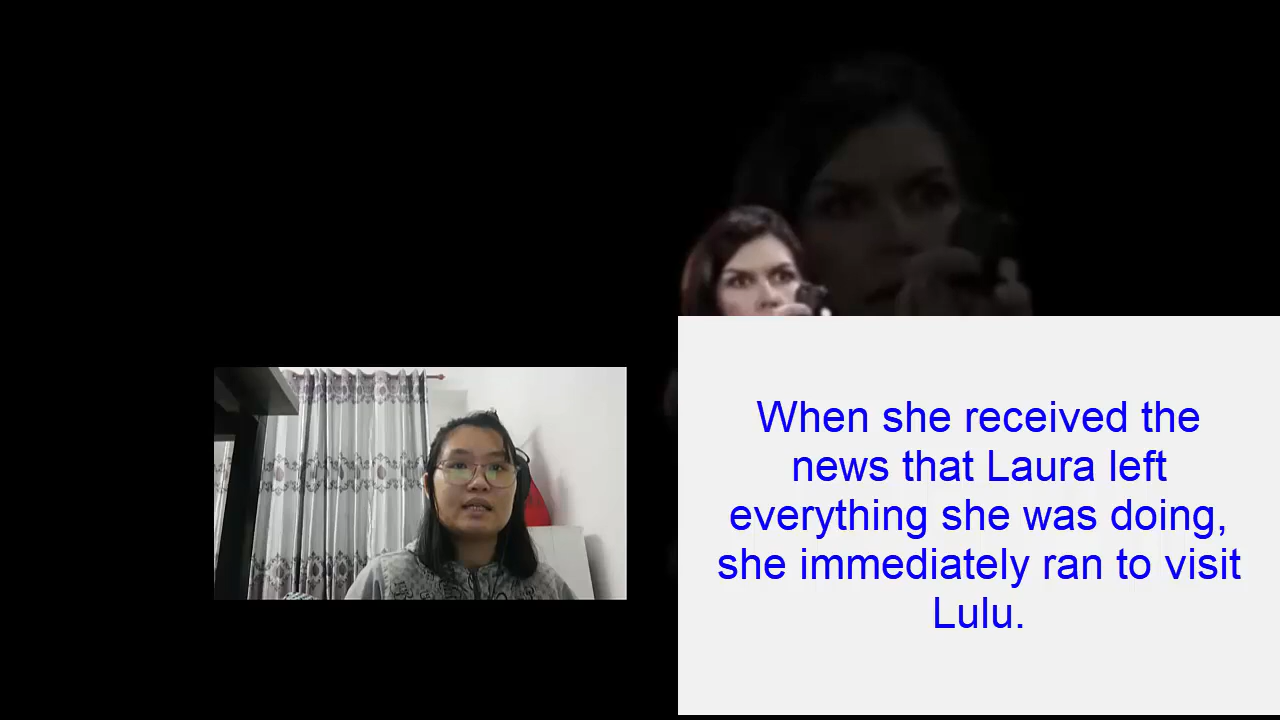 When she received the
news that Laura left
everything she was doing,
she immediately ran to visit
Lulu.